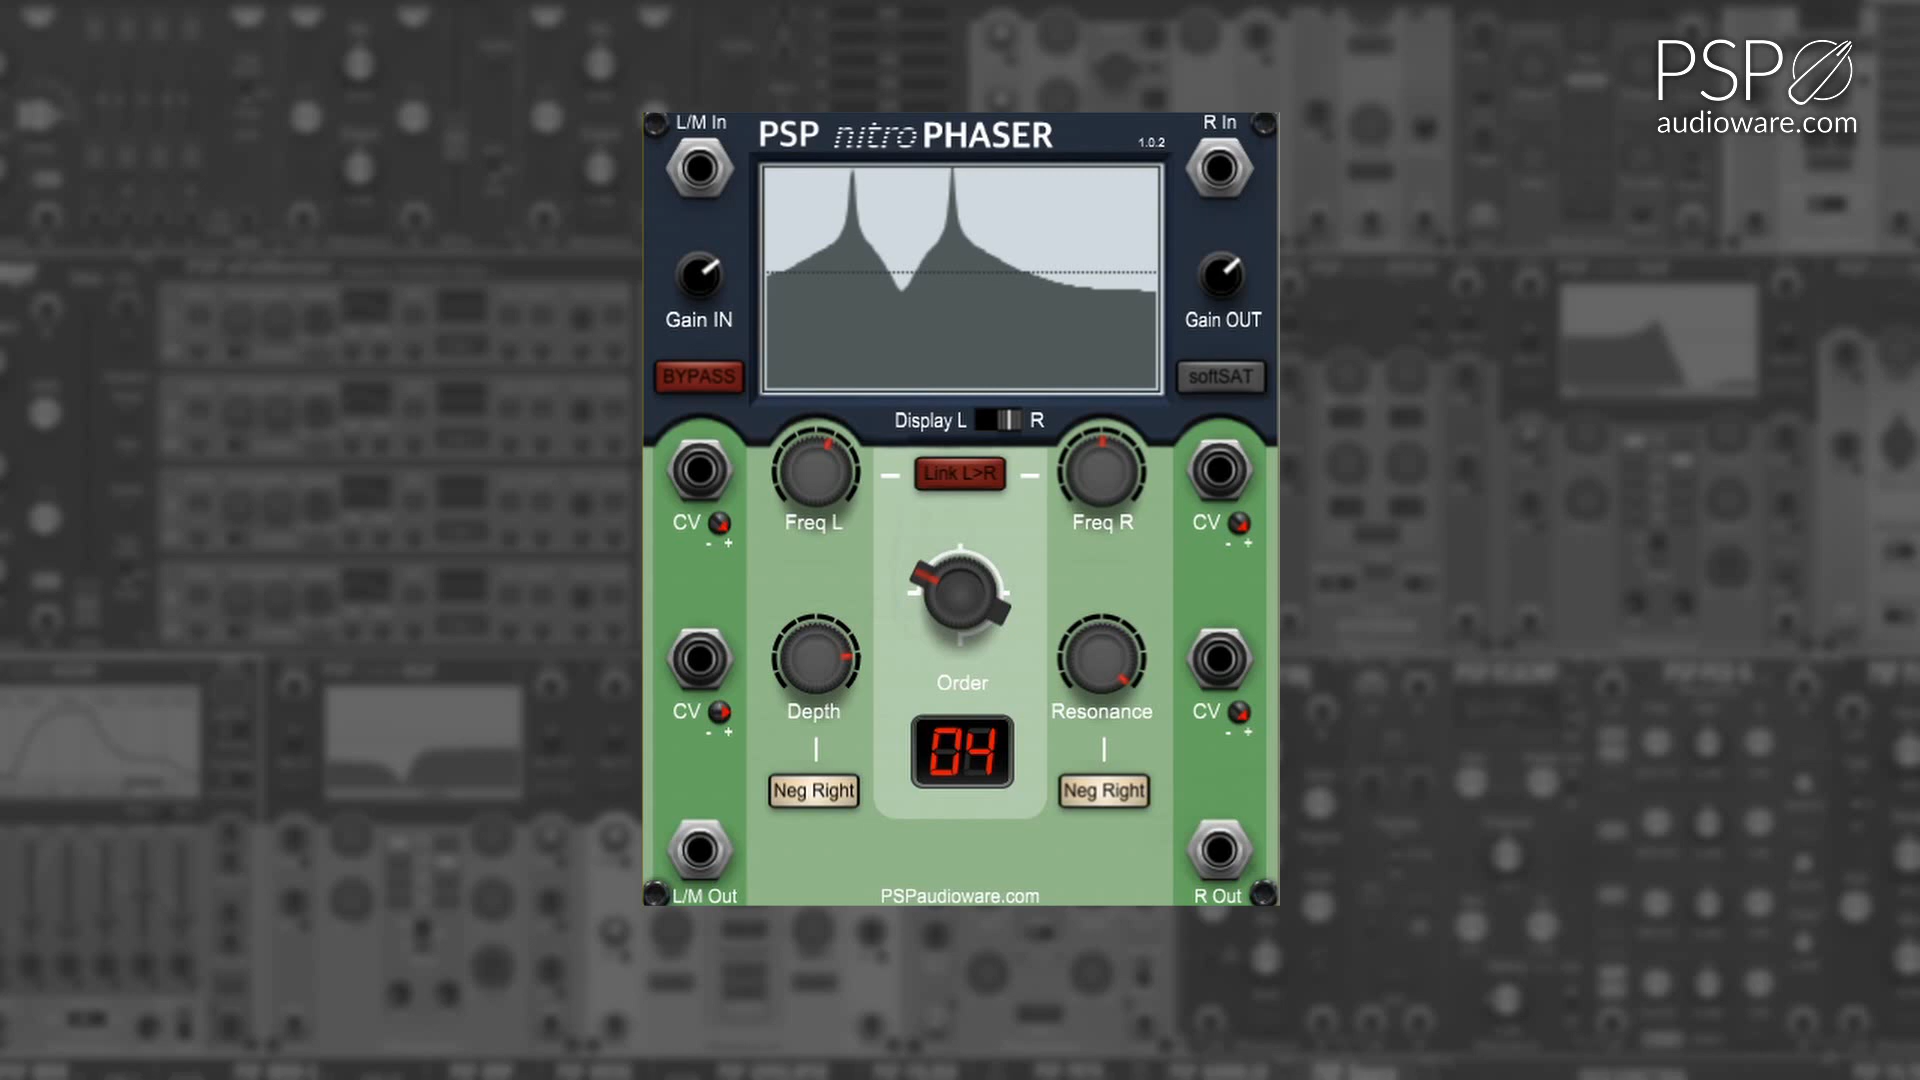 PSP
audioware.com
L/M In
PSP nitro PHASER
1.0.2
R In
Gain IN
Gain OUT
BYPASS
softSAT
Display L
R
Link L>R
CV
- +
Freq L
Freq R
CV
- +
Order
CV
- +
Depth
Resonance
CV
- +
04
Neg Right
Neg Right
L/M Out
PSPaudioware.com
R Out